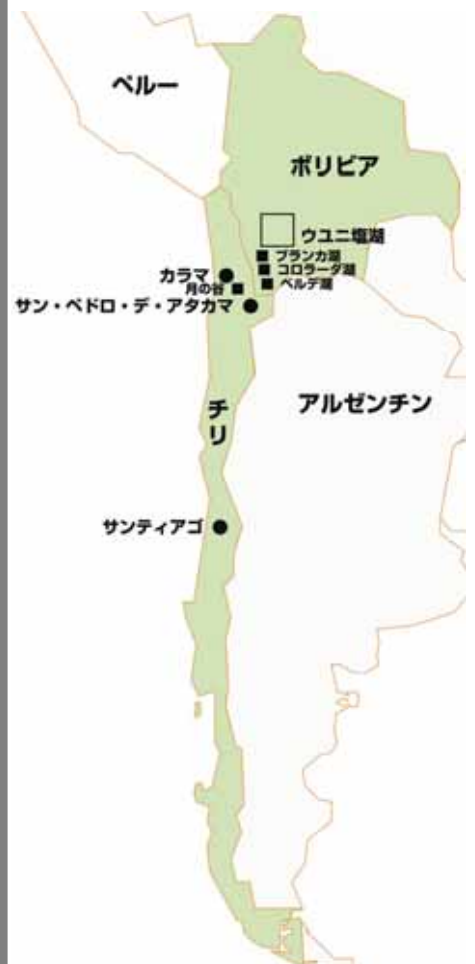 ペルー
ボリビア
ウユニ塩湖
ブランカ湖
コロラーダ湖
ベルデ湖
カラマ
月の谷
サン・ペドロ・デ・アタカマ
チリ
アルゼンチン
サンティアゴ